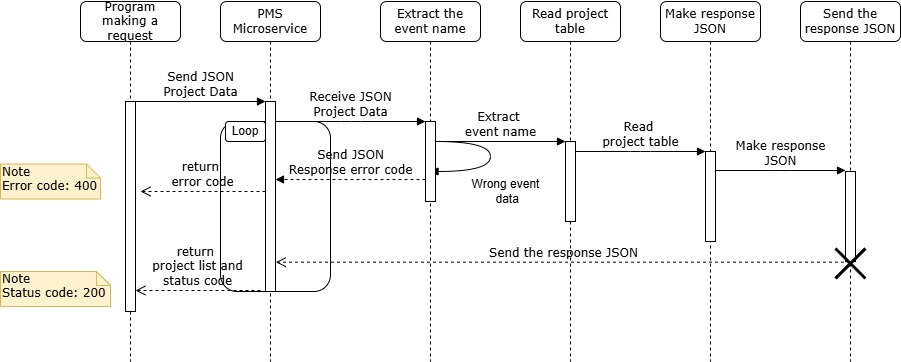 Program
making a
request
PMS
Microservice
Extract the
event name
Read project
table
Make response
JSON
Send the
response JSON
Send JSON
Project Data
Receive JSON
Project Data
Loop
Extract
event name
Read
project table
Make response
JSON
Send JSON
Response error code
Wrong event
data
return
error code
Note
Error code: 400
Send the response JSON
return
project list and
status code
Note
Status code: 200